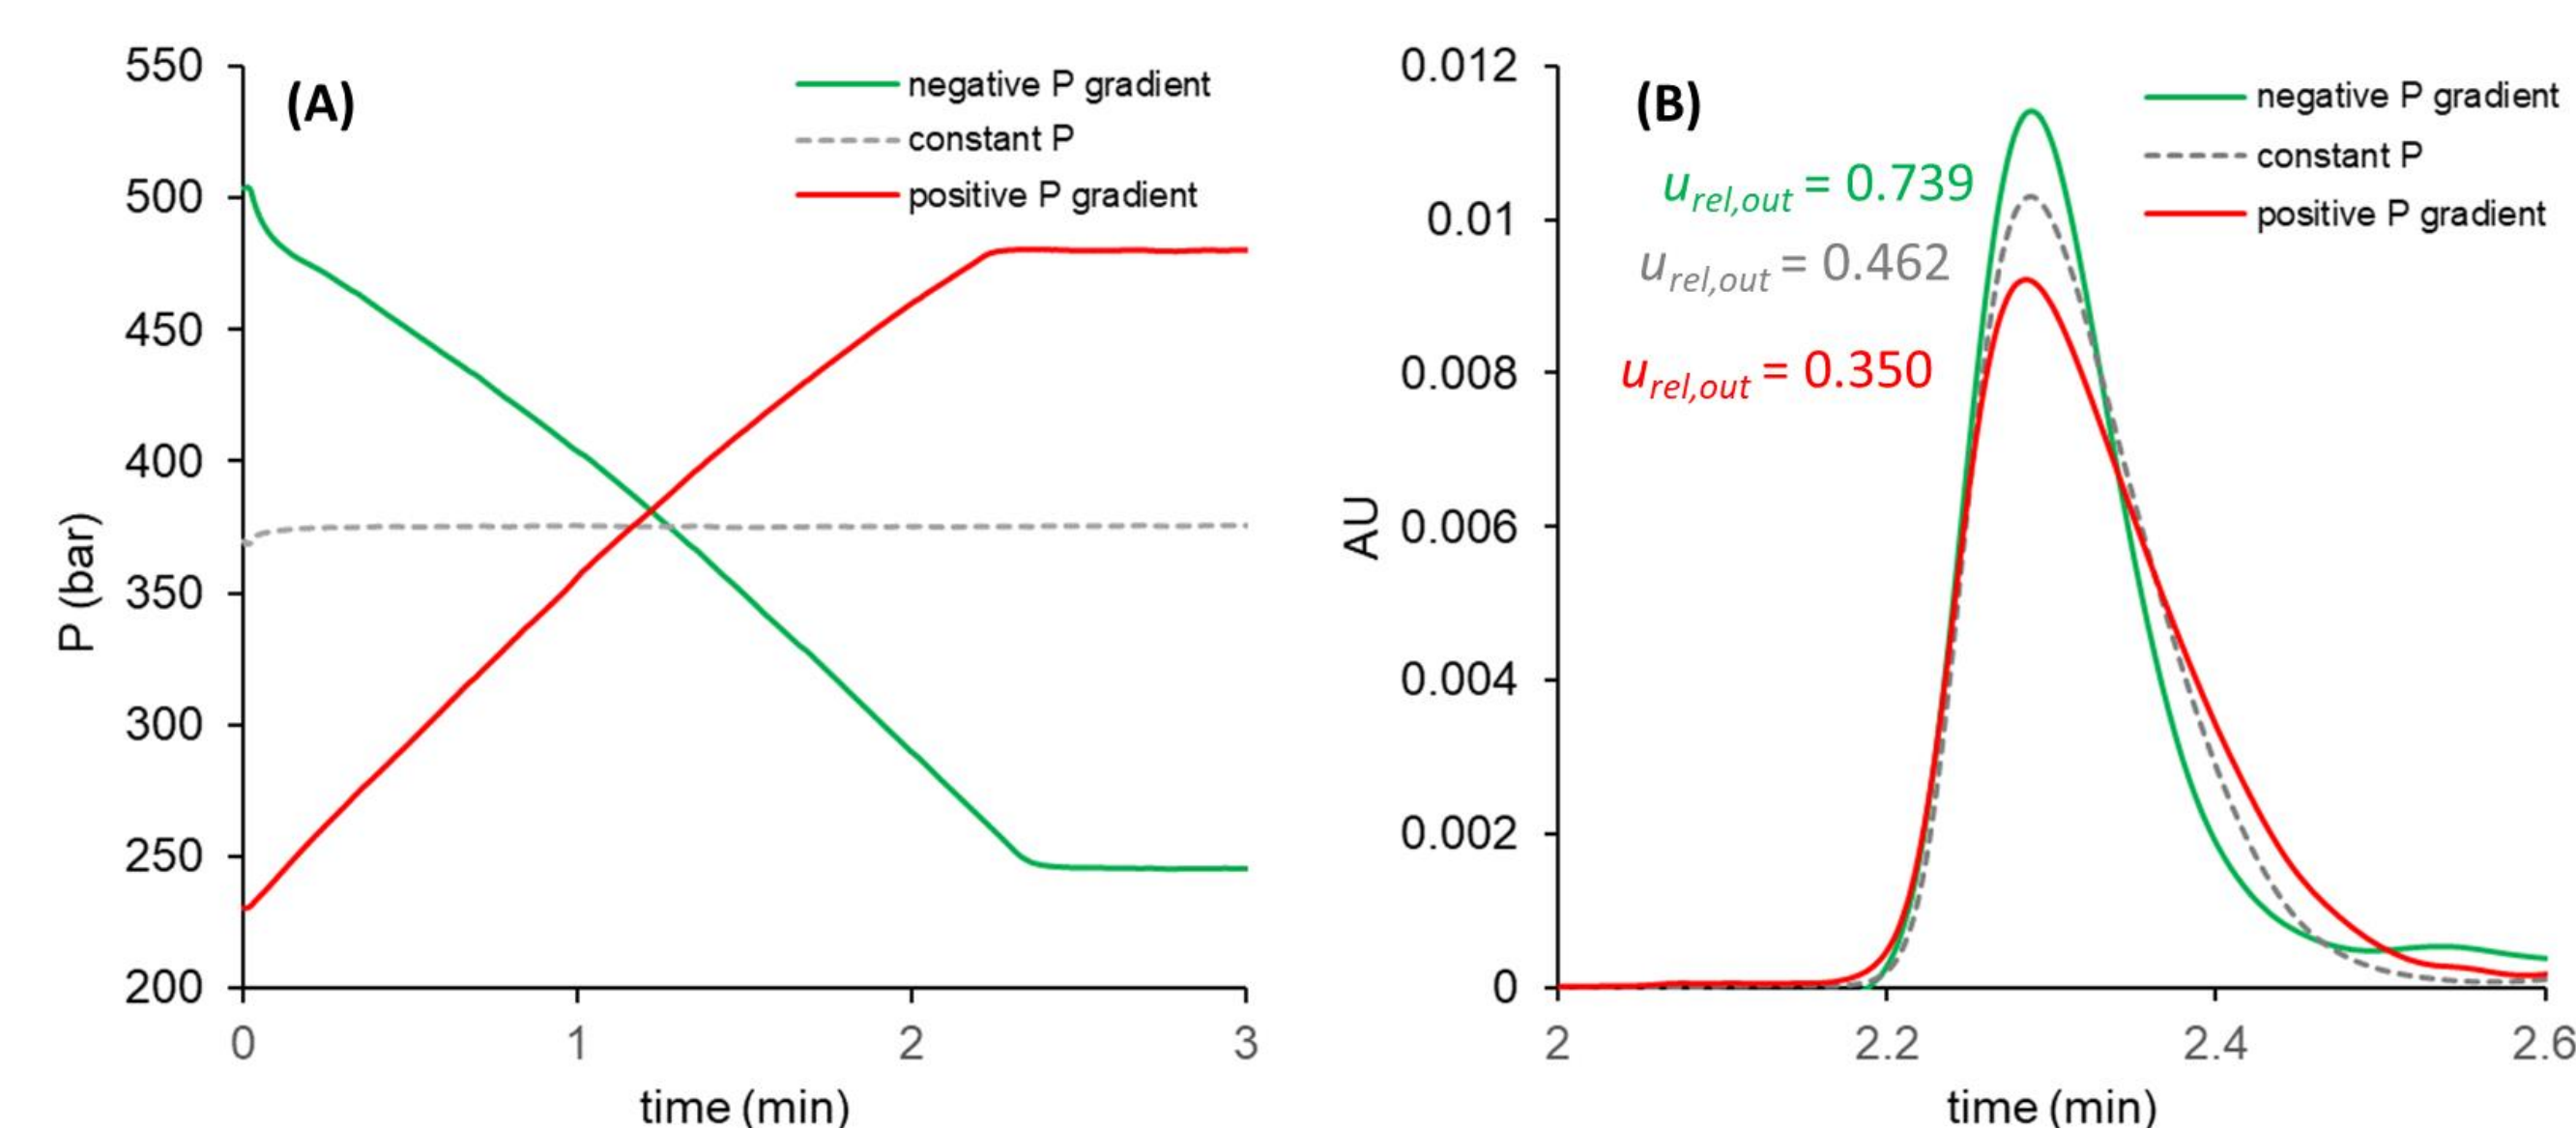 (A)
negative P gradient
constant P
positive P gradient
550
500
450
400
350
300
250
200
P (bar)
0 1 2 3
time (min)
(B)
negative P gradient
constant P
positive P gradient
u_rel,out = 0.739
u_rel,out = 0.462
u_rel,out = 0.350
0.012
0.01
0.008
0.006
0.004
0.002
0
AU
2 2.2 2.4 2.6
time (min)